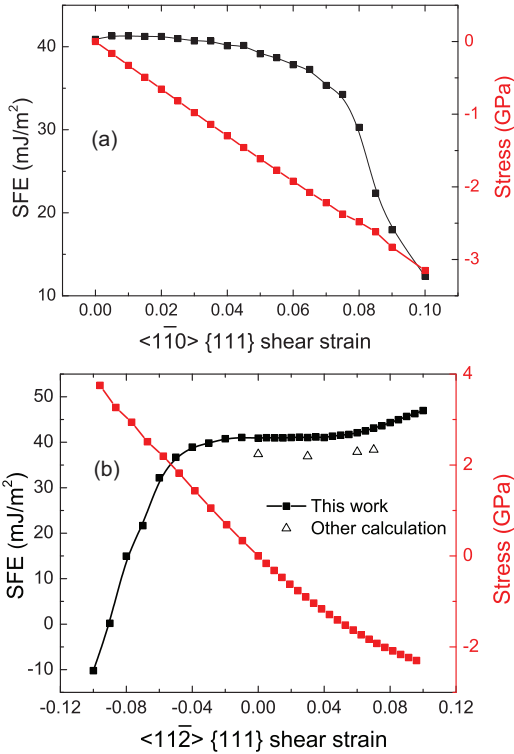 40
30
20
10
SFE (mJ/m²)
(a)
0
-1
-2
-3
Stress (GPa)
0.00 0.02 0.04 0.06 0.08 0.10
<11̅0> {111} shear strain
50
40
30
20
10
0
-10
SFE (mJ/m²)
(b)
This work
Other calculation
4
2
0
-2
Stress (GPa)
-0.12 -0.08 -0.04 0.00 0.04 0.08 0.12
<112̅> {111} shear strain